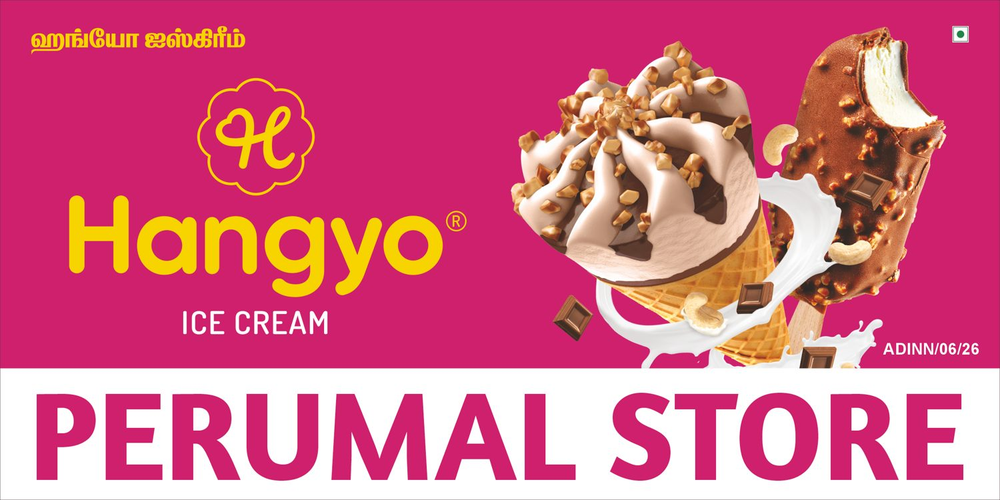 ஹங்யோ ஐஸ்கிரீம்
H
Hangyo®
ICE CREAM
ADINN/06/26
PERUMAL STORE